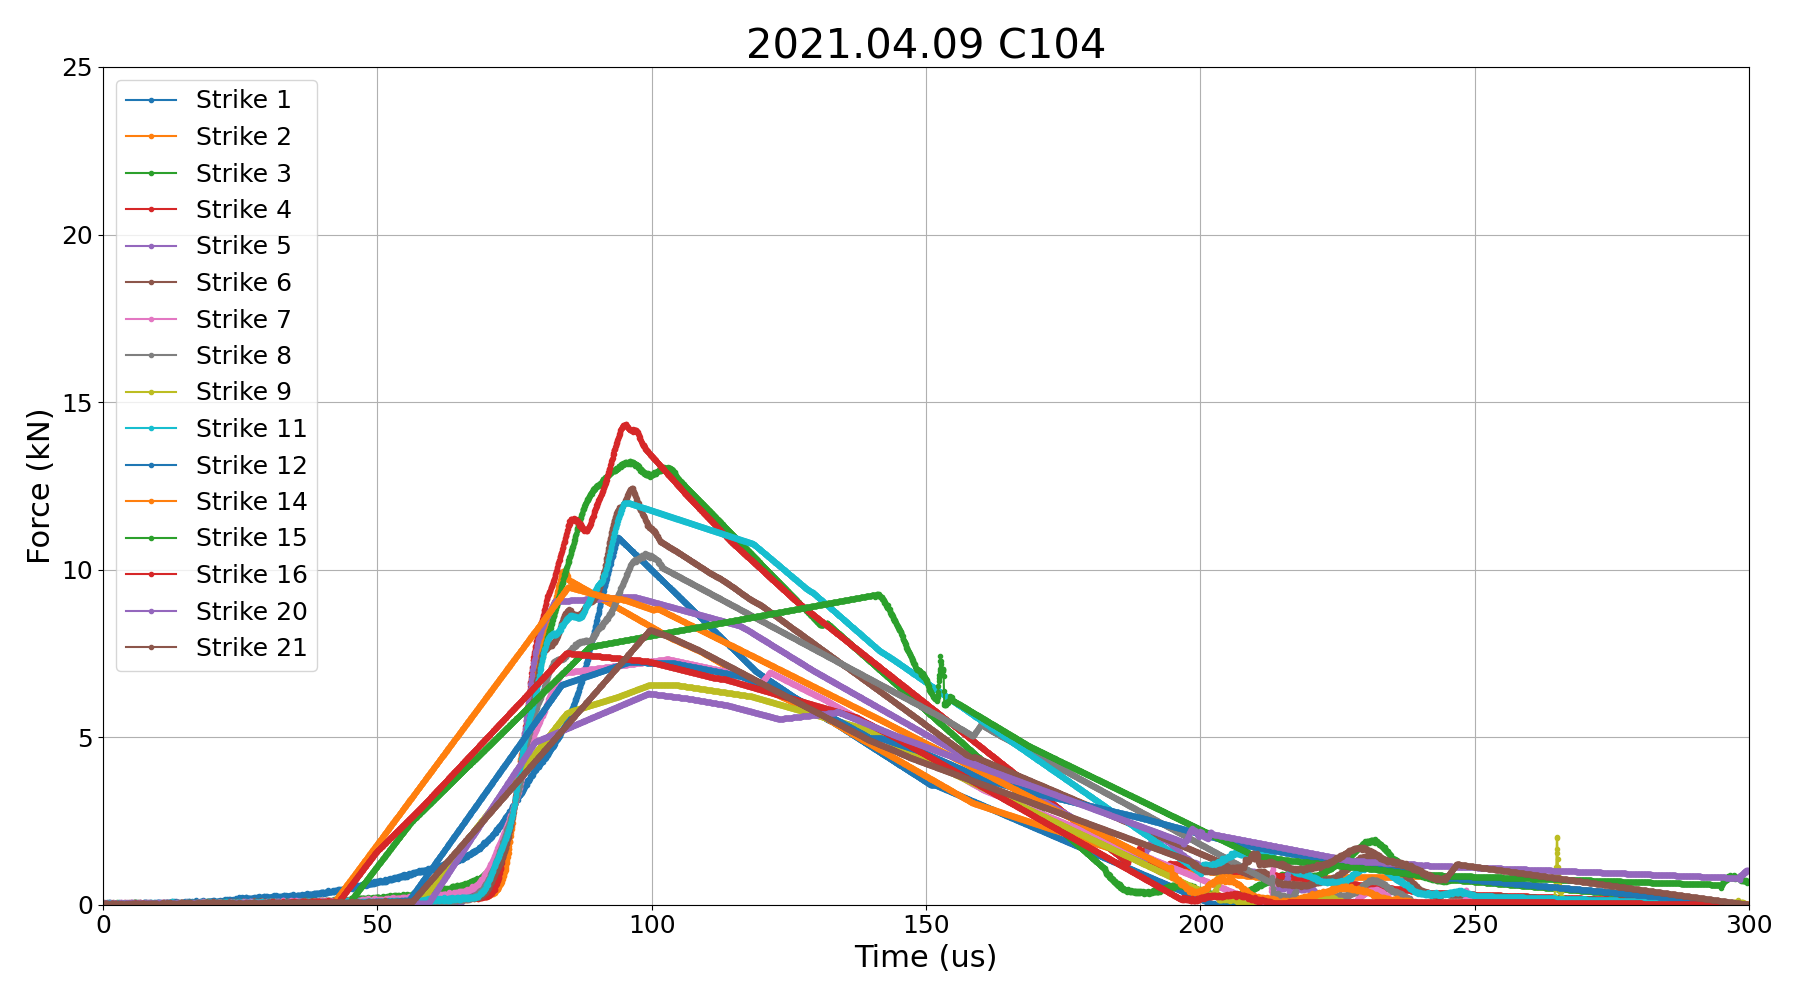 2021.04.09 C104
25
20
15
10
5
0
Force (kN)
Strike 1
Strike 2
Strike 3
Strike 4
Strike 5
Strike 6
Strike 7
Strike 8
Strike 9
Strike 11
Strike 12
Strike 14
Strike 15
Strike 16
Strike 20
Strike 21
0 50 100 150 200 250 300
Time (us)